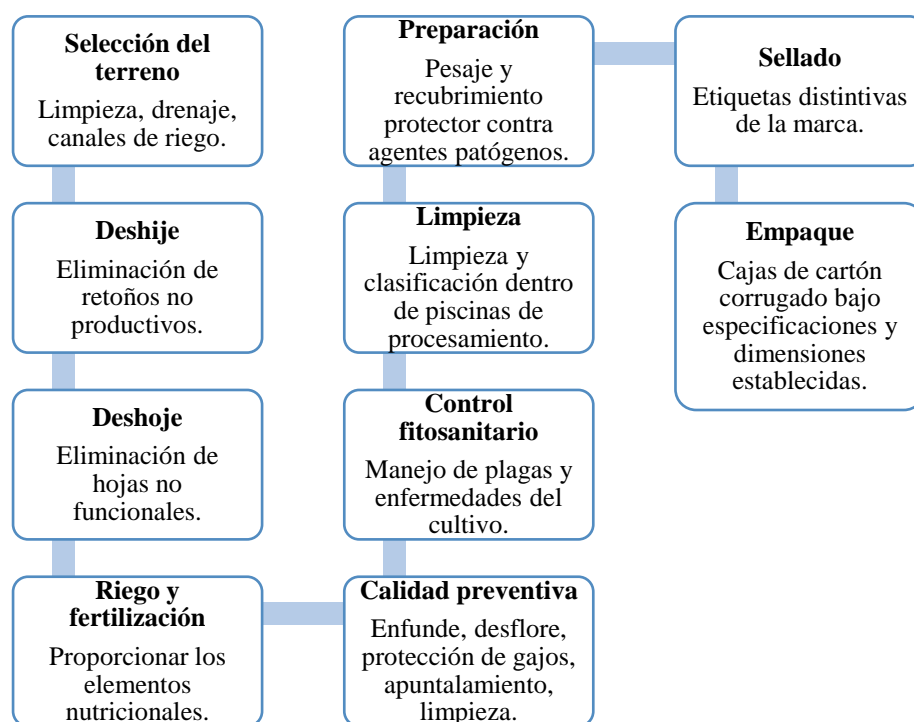 Selección del
terreno
Limpieza, drenaje,
canales de riego.
Deshije
Eliminación de
retoños no
productivos.
Deshoje
Eliminación de
hojas no
funcionales.
Riego y
fertilización
Proporcionar los
elementos
nutricionales.
Calidad preventiva
Enfunde, desflore,
protección de gajos,
apuntalamiento,
limpieza.
Control
fitosanitario
Manejo de plagas y
enfermedades del
cultivo.
Limpieza
Limpieza y
clasificación dentro
de piscinas de
procesamiento.
Preparación
Pesaje y
recubrimiento
protector contra
agentes patógenos.
Sellado
Etiquetas distintivas
de la marca.
Empaque
Cajas de cartón
corrugado bajo
especificaciones y
dimensiones
establecidas.